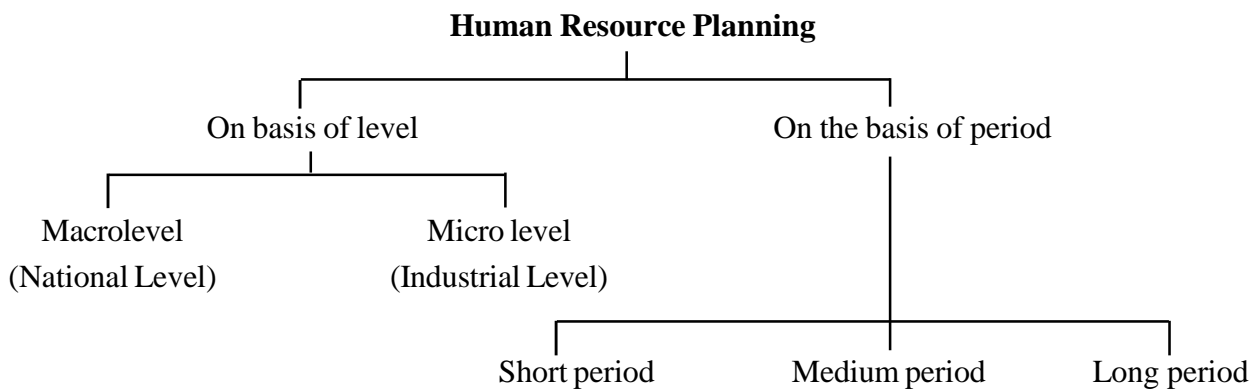 Human Resource Planning
On basis of level
On the basis of period
Macrolevel
(National Level)
Micro level
(Industrial Level)
Short period
Medium period
Long period